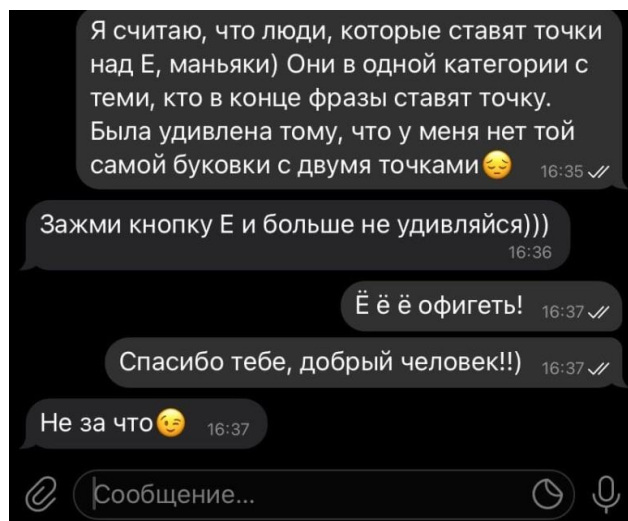 Я считаю, что люди, которые ставят точки
над Е, маньяки) Они в одной категории с
теми, кто в конце фразы ставят точку.
Была удивлена тому, что у меня нет той
самой буковки с двумя точками😔 16:35
Зажми кнопку Е и больше не удивляйся)))
16:36
Ё ё ё офигеть! 16:37
Спасибо тебе, добрый человек!!) 16:37
Не за что😉 16:37
Сообщение...